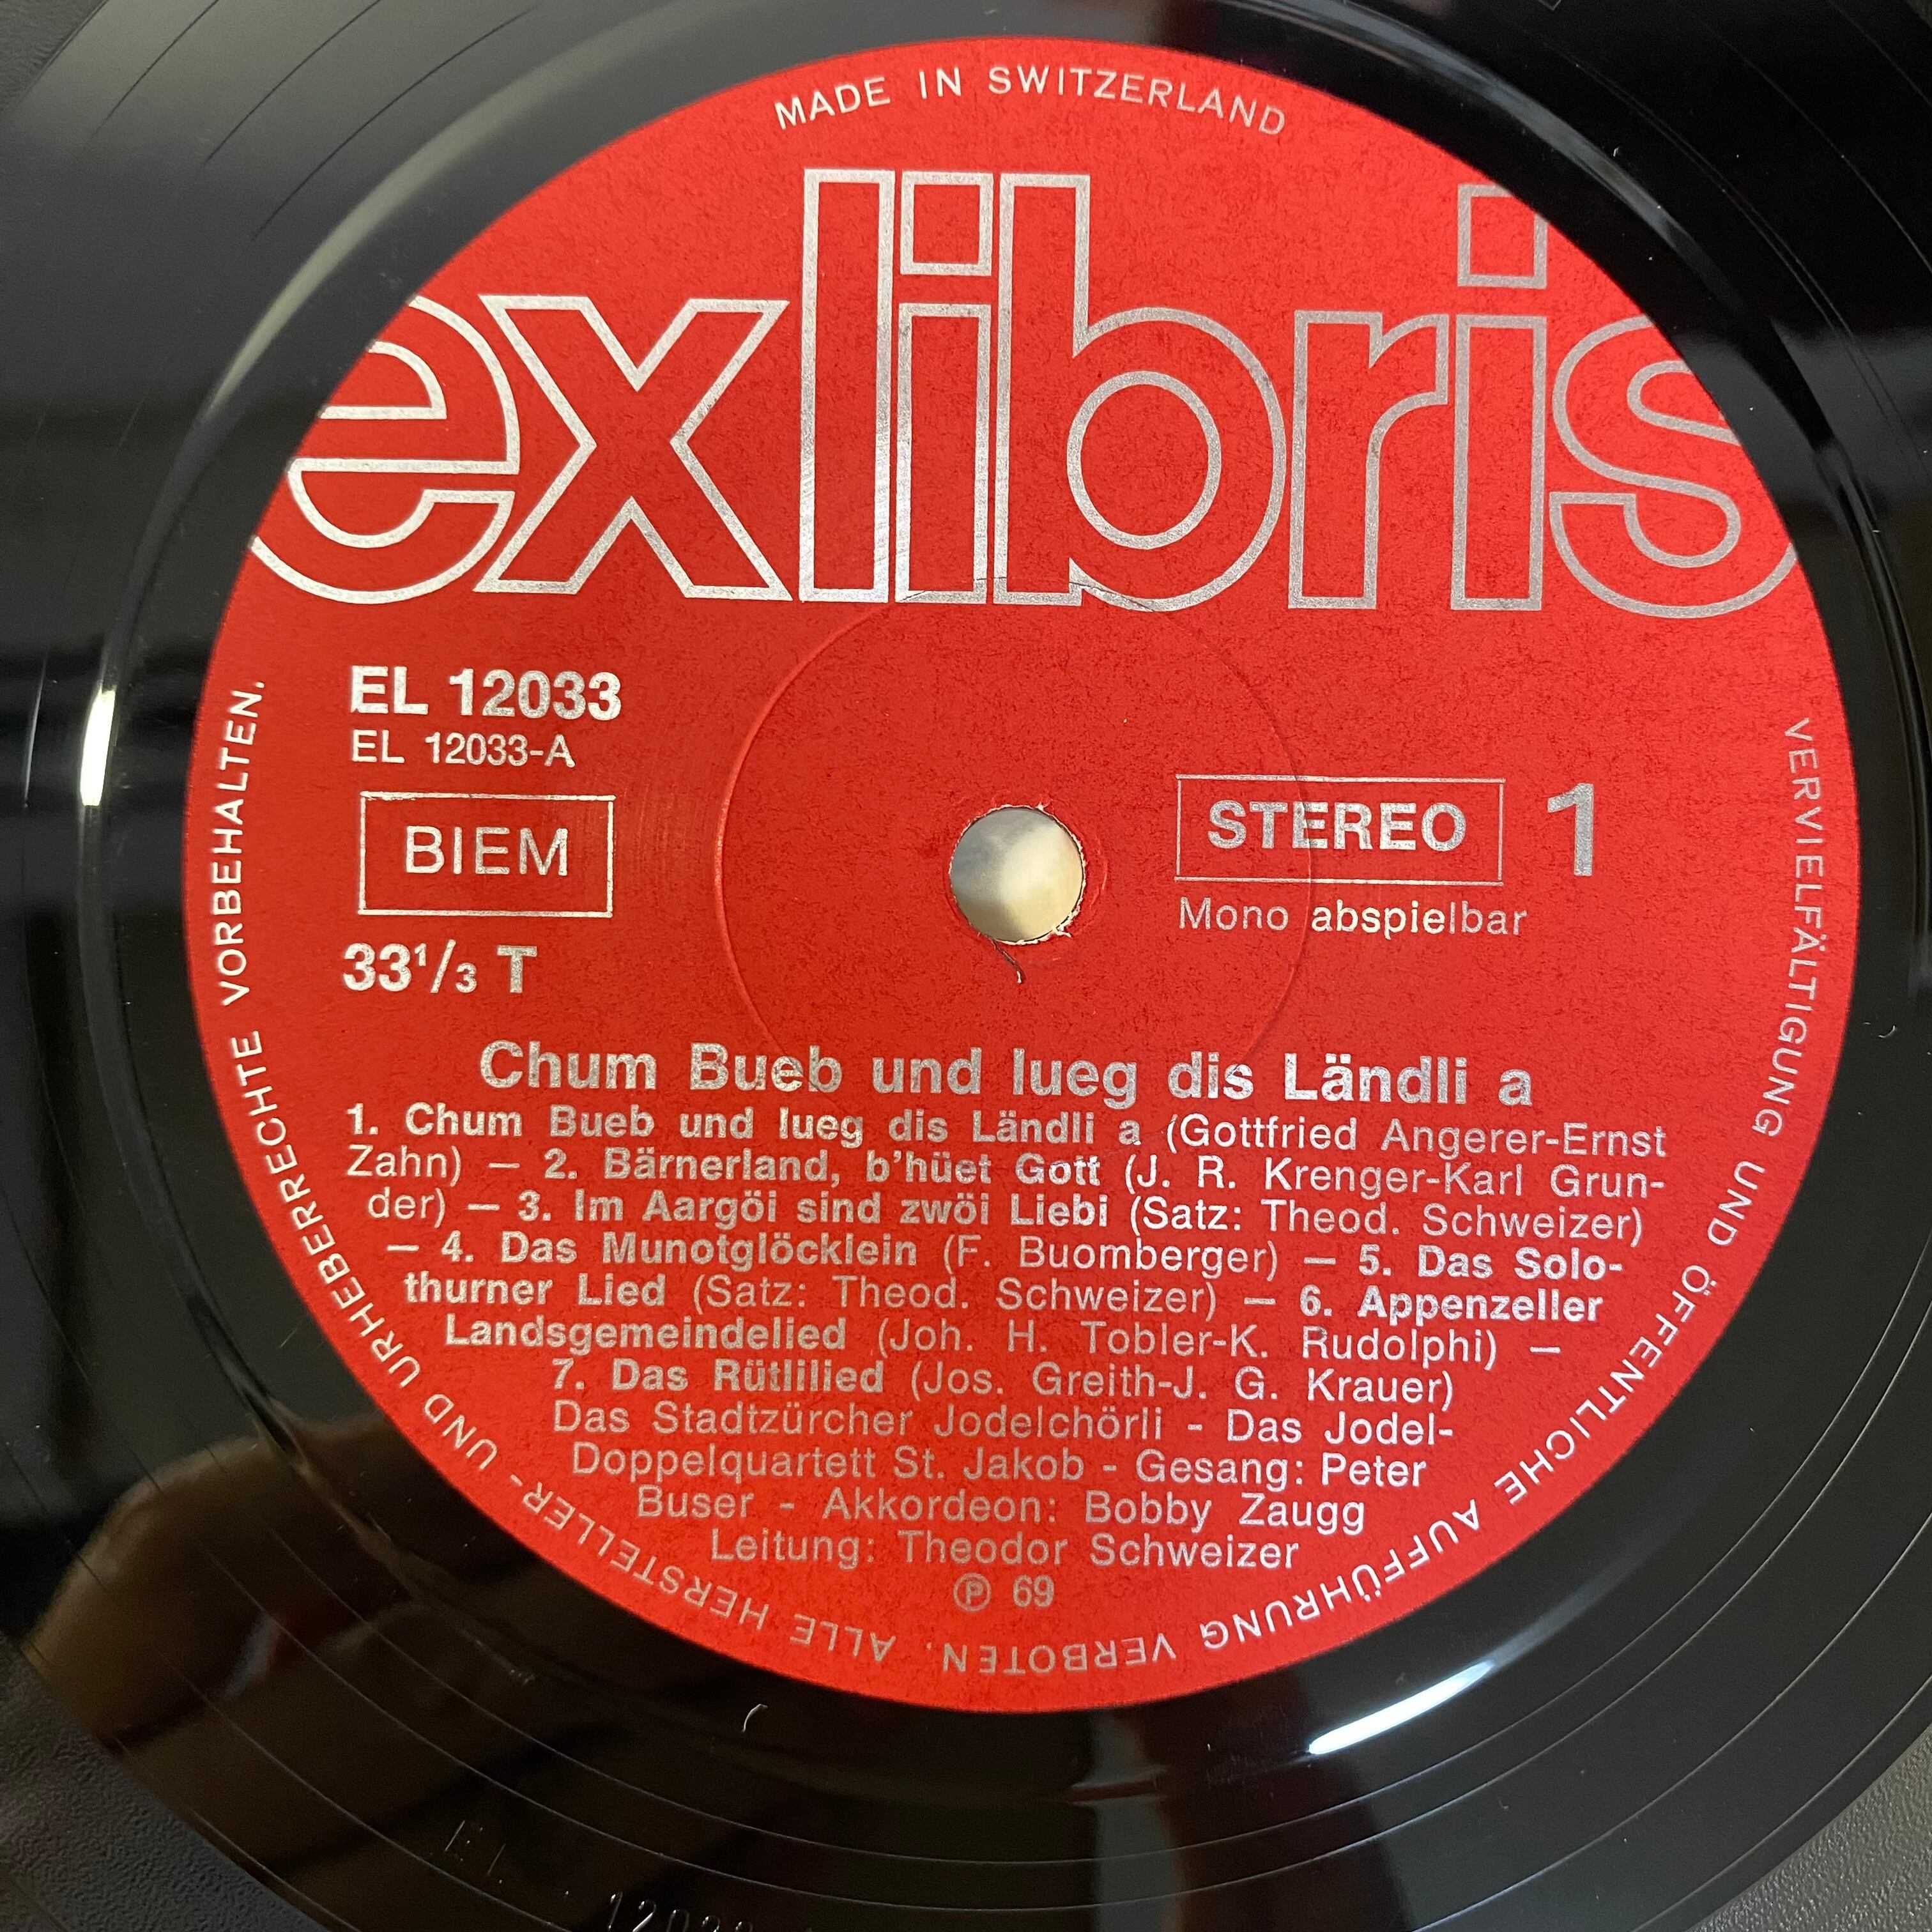 MADE IN SWITZERLAND
exlibris
EL 12033
EL 12033-A
BIEM
STEREO 1
Mono abspielbar
33 1/3 T
Chum Bueb und lueg dis Ländli a
1. Chum Bueb und lueg dis Ländli a (Gottfried Angerer-Ernst
Zahn) – 2. Bärnerland, b'hüet Gott (J. R. Krenger-Karl Grun-
der) – 3. Im Aargöi sind zwöi Liebi (Satz: Theod. Schweizer)
– 4. Das Munotglöcklein (F. Buomberger) – 5. Das Solo-
thurner Lied (Satz: Theod. Schweizer) – 6. Appenzeller
Landsgemeindelied (Joh. H. Tobler-K. Rudolphi) –
7. Das Rütlilied (Jos. Greith-J. G. Krauer)
Das Stadtzürcher Jodelchörli - Das Jodel-
Doppelquartett St. Jakob - Gesang: Peter
Buser - Akkordeon: Bobby Zaugg
Leitung: Theodor Schweizer
Ⓟ 69
VERVIELFÄLTIGUNG UND ÖFFENTLICHE AUFFÜHRUNG VERBOTEN. ALLE HERSTELLER- UND URHEBERRECHTE VORBEHALTEN.